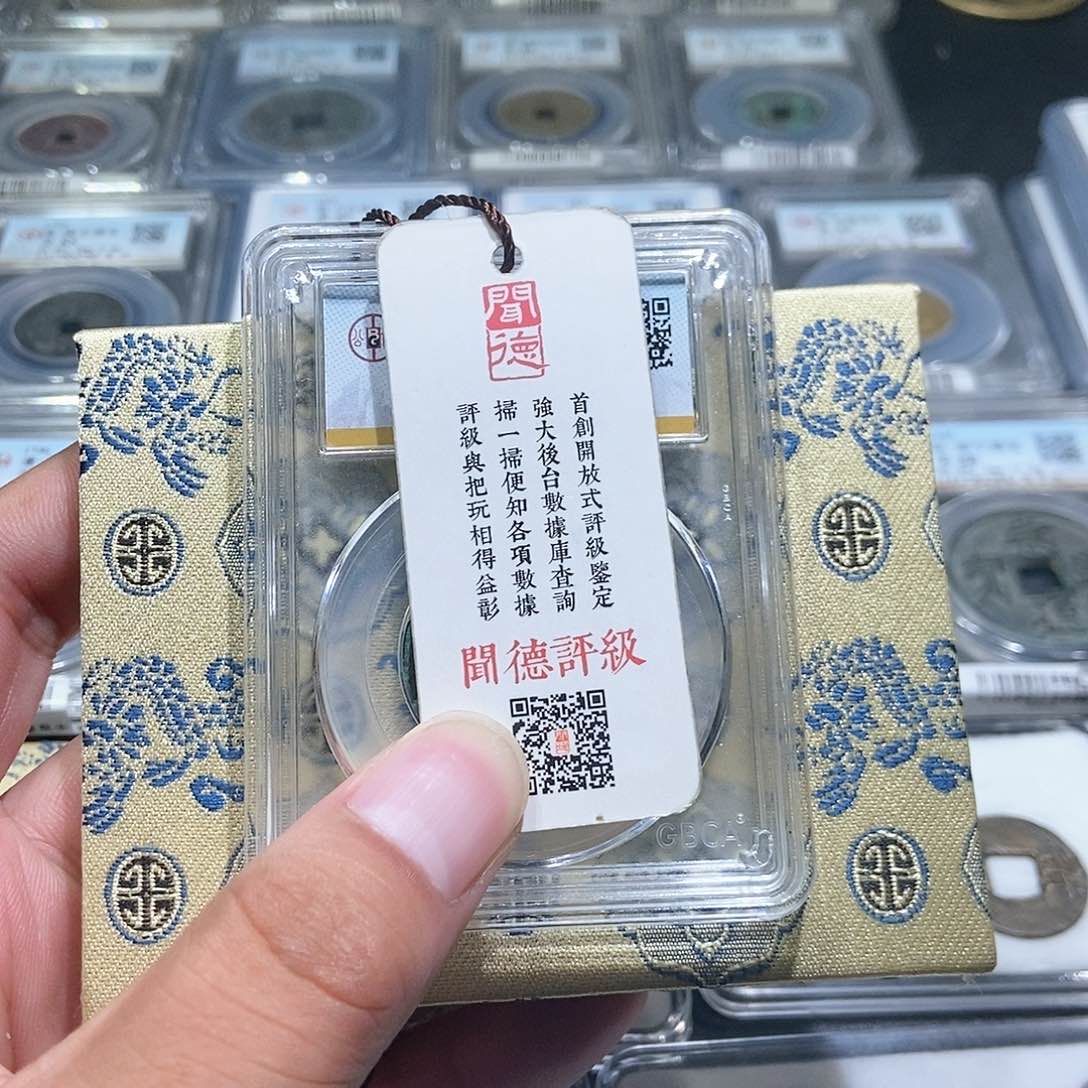 聞德
首創開放式評級鑒定
強大後台數據庫查詢
掃一掃便知各項數據
評級與把玩相得益彰
聞德評級
GBCA